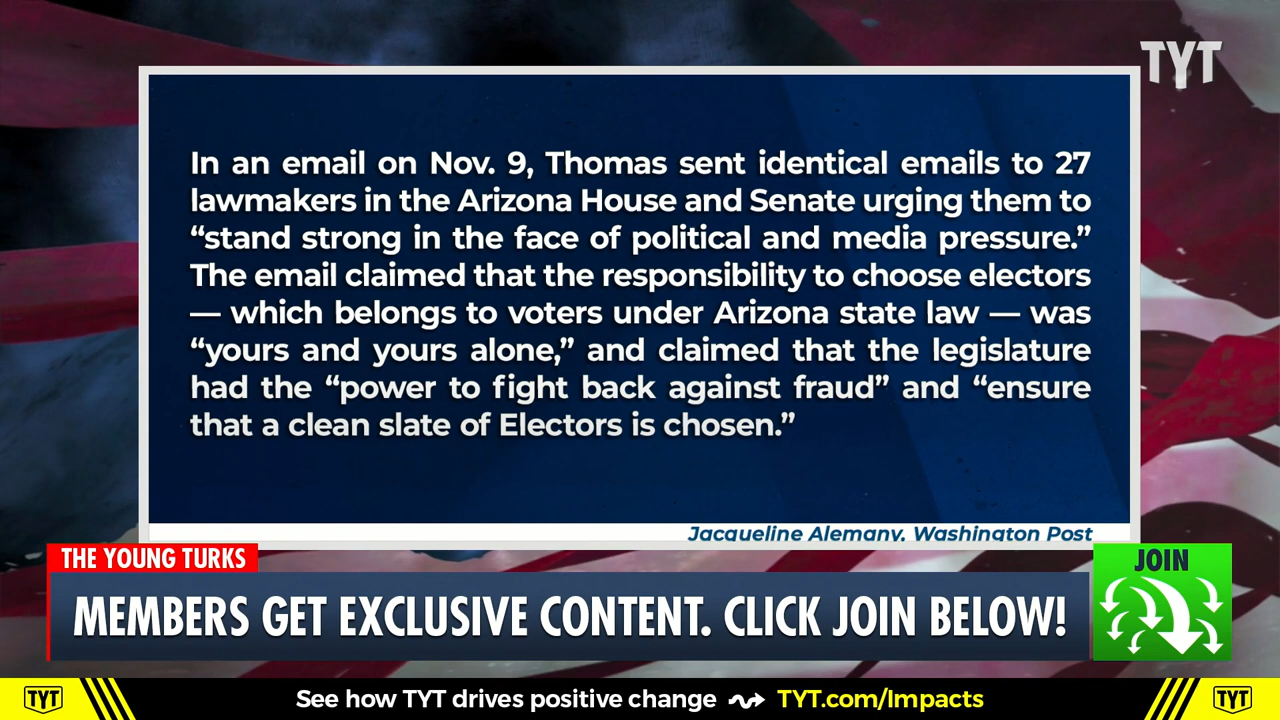 TYT
In an email on Nov. 9, Thomas sent identical emails to 27
lawmakers in the Arizona House and Senate urging them to
“stand strong in the face of political and media pressure.”
The email claimed that the responsibility to choose electors
— which belongs to voters under Arizona state law — was
“yours and yours alone,” and claimed that the legislature
had the “power to fight back against fraud” and “ensure
that a clean slate of Electors is chosen.”
Jacqueline Alemany, Washington Post
THE YOUNG TURKS
MEMBERS GET EXCLUSIVE CONTENT. CLICK JOIN BELOW!
JOIN
TYT
See how TYT drives positive change
TYT.com/Impacts
TYT